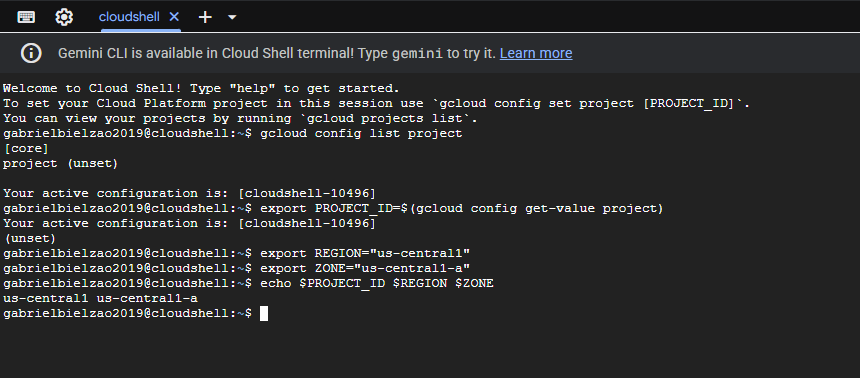 cloudshell
Gemini CLI is available in Cloud Shell terminal! Type gemini to try it. Learn more
Welcome to Cloud Shell! Type "help" to get started.
To set your Cloud Platform project in this session use `gcloud config set project [PROJECT_ID]`.
You can view your projects by running `gcloud projects list`.
gabrielbielzao2019@cloudshell:~$ gcloud config list project
[core]
project (unset)
Your active configuration is: [cloudshell-10496]
gabrielbielzao2019@cloudshell:~$ export PROJECT_ID=$(gcloud config get-value project)
Your active configuration is: [cloudshell-10496]
(unset)
gabrielbielzao2019@cloudshell:~$ export REGION="us-central1"
gabrielbielzao2019@cloudshell:~$ export ZONE="us-central1-a"
gabrielbielzao2019@cloudshell:~$ echo $PROJECT_ID $REGION $ZONE
us-central1 us-central1-a
gabrielbielzao2019@cloudshell:~$